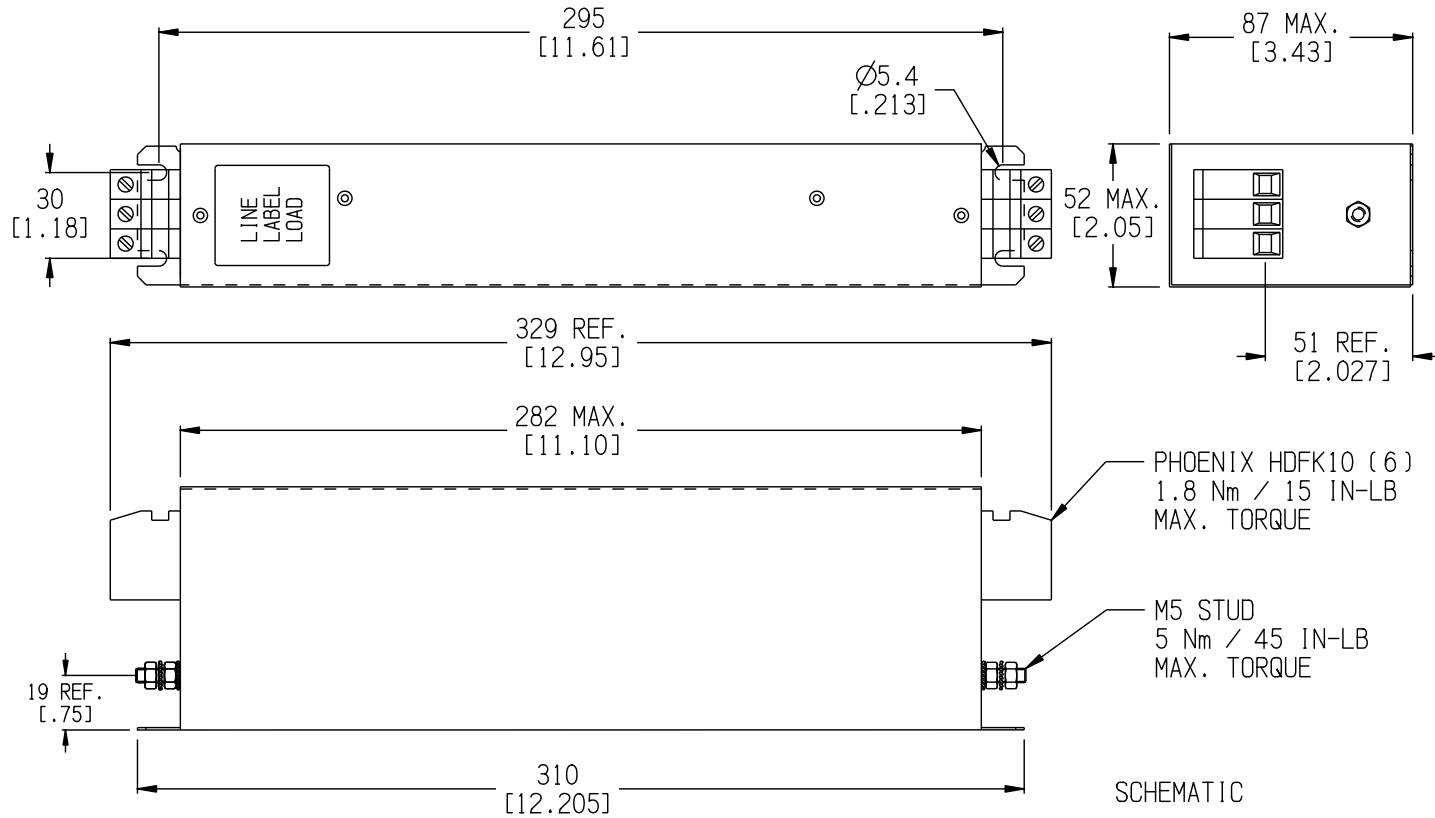 295
[11.61]
87 MAX.
[3.43]
Ø5.4
[.213]
30
[1.18]
LINE
LABEL
LOAD
52 MAX.
[2.05]
329 REF.
[12.95]
51 REF.
[2.027]
282 MAX.
[11.10]
PHOENIX HDFK10 (6)
1.8 Nm / 15 IN-LB
MAX. TORQUE
M5 STUD
5 Nm / 45 IN-LB
MAX. TORQUE
19 REF.
[.75]
310
[12.205]
SCHEMATIC